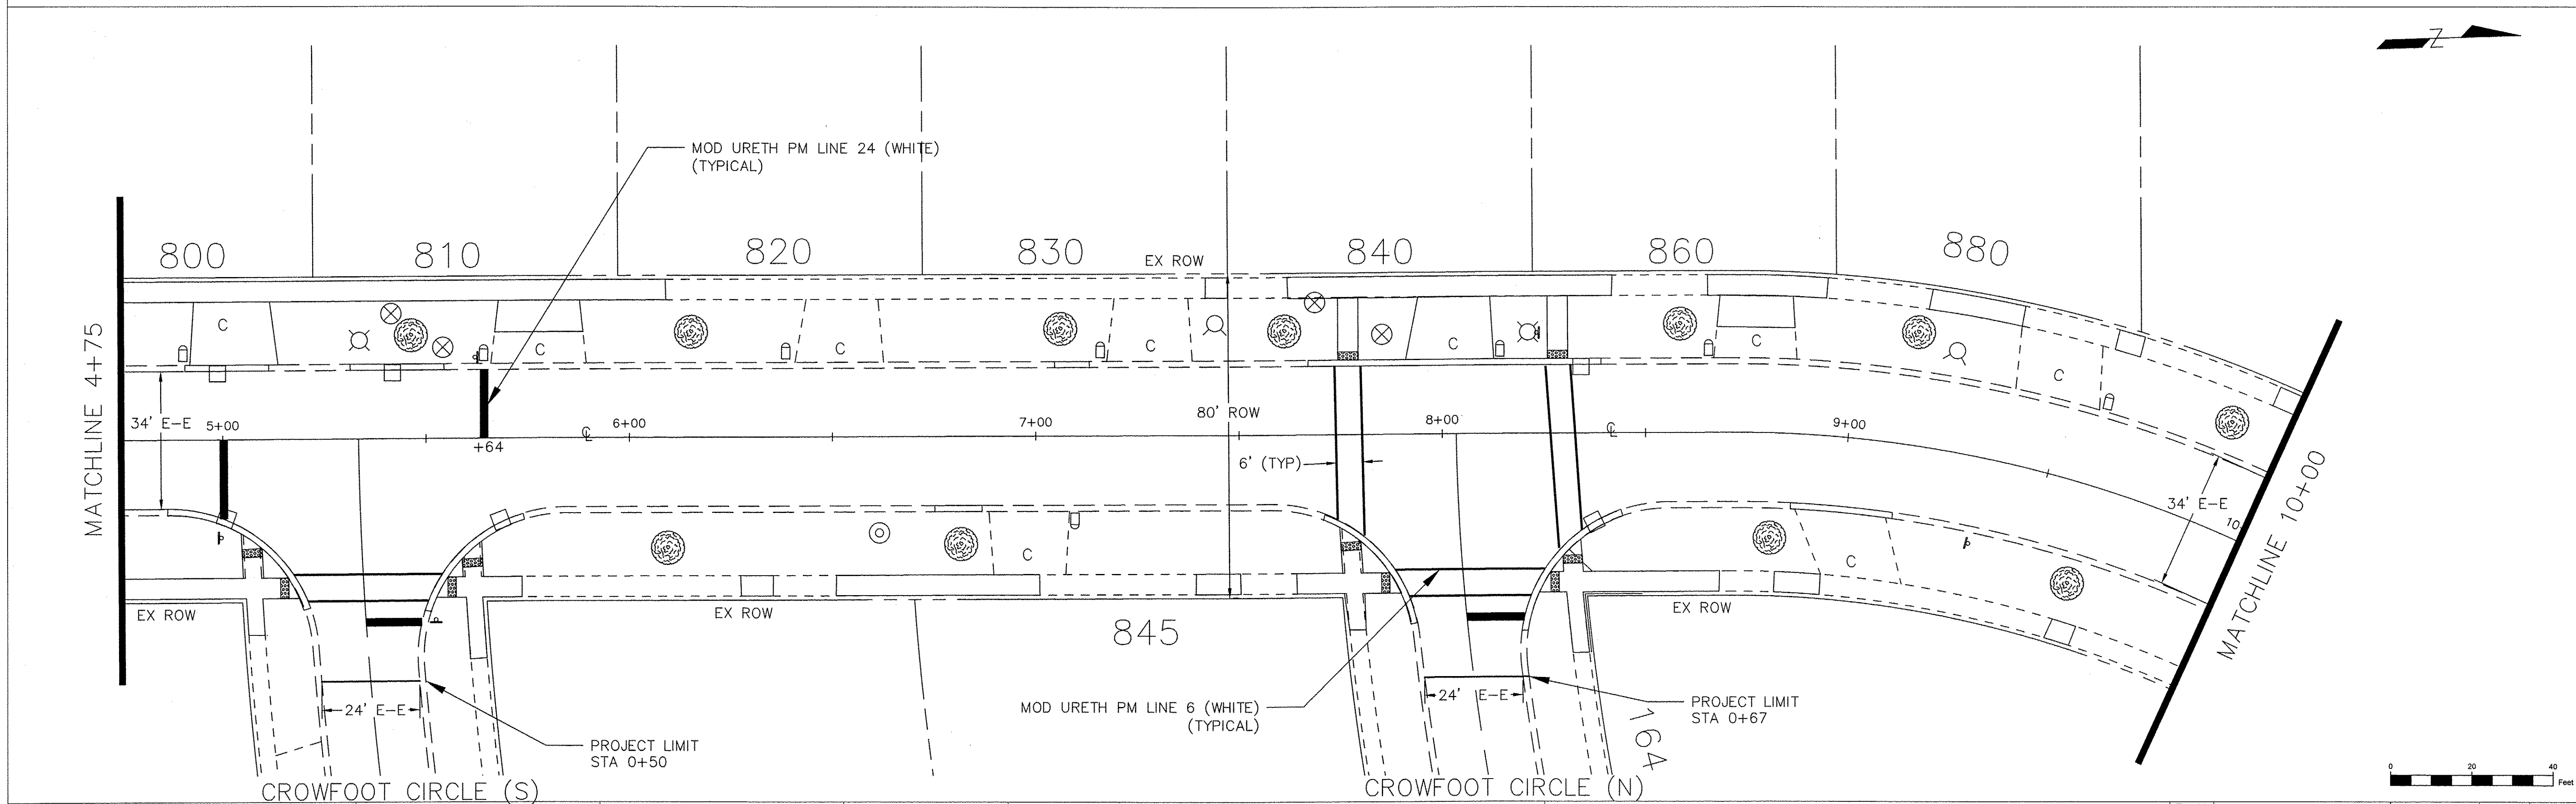 Z
MOD URETH PM LINE 24 (WHITE)
(TYPICAL)
800
810
820
830
EX ROW
840
860
880
C
C
C
C
C
C
C
MATCHLINE 4+75
34' E-E
5+00
+64
6+00
7+00
80' ROW
8+00
9+00
10+
6' (TYP)
34' E-E
MATCHLINE 10+00
C
C
EX ROW
EX ROW
845
EX ROW
24' E-E
PROJECT LIMIT
STA 0+50
MOD URETH PM LINE 6 (WHITE)
(TYPICAL)
24' E-E
PROJECT LIMIT
STA 0+67
164
CROWFOOT CIRCLE (S)
CROWFOOT CIRCLE (N)
0 20 40
Feet